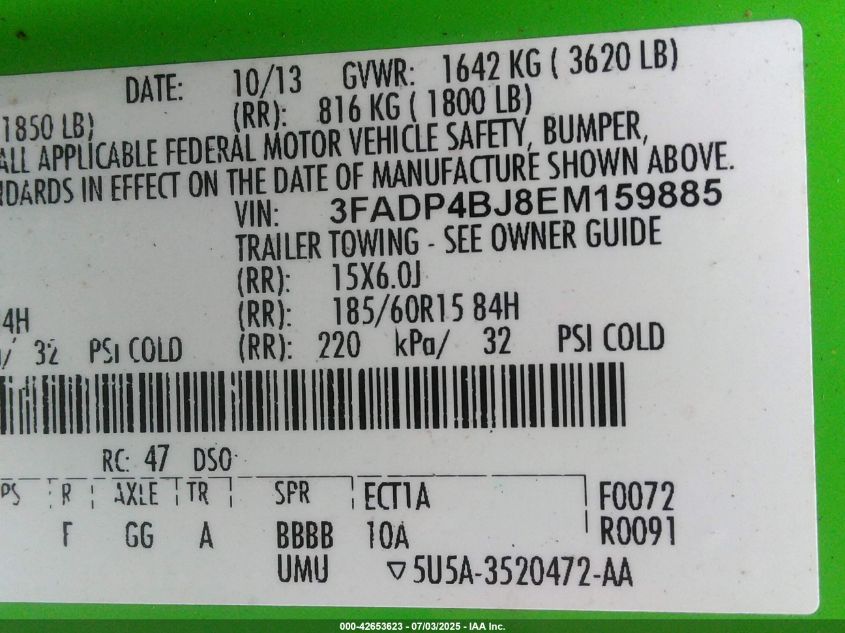 DATE: 10/13 GVWR: 1642 KG ( 3620 LB)
1850 LB) (RR): 816 KG ( 1800 LB)
ALL APPLICABLE FEDERAL MOTOR VEHICLE SAFETY, BUMPER,
NDARDS IN EFFECT ON THE DATE OF MANUFACTURE SHOWN ABOVE.
VIN: 3FADP4BJ8EM159885
TRAILER TOWING - SEE OWNER GUIDE
(RR): 15X6.0J
4H (RR): 185/60R15 84H
/ 32 PSI COLD (RR): 220 kPa/ 32 PSI COLD
RC: 47 DSO:
PS R AXLE TR SPR ECT1A F0072
F GG A BBBB 10A R0091
UMU ▽5U5A-3520472-AA
000-42653623 - 07/03/2025 - IAA Inc.